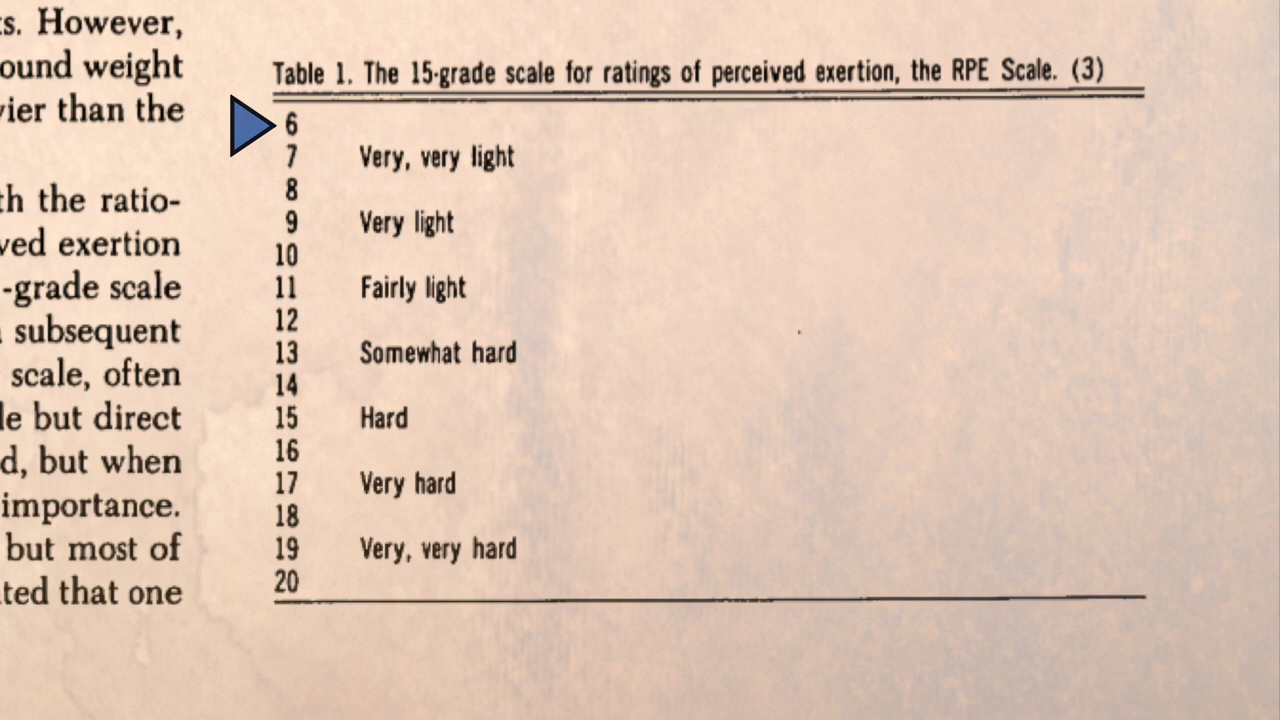 s. However,
ound weight
vier than the
th the ratio-
ved exertion
-grade scale
subsequent
scale, often
le but direct
d, but when
importance.
but most of
ted that one
Table 1. The 15-grade scale for ratings of perceived exertion, the RPE Scale. (3)
6
7 Very, very light
8
9 Very light
10
11 Fairly light
12
13 Somewhat hard
14
15 Hard
16
17 Very hard
18
19 Very, very hard
20